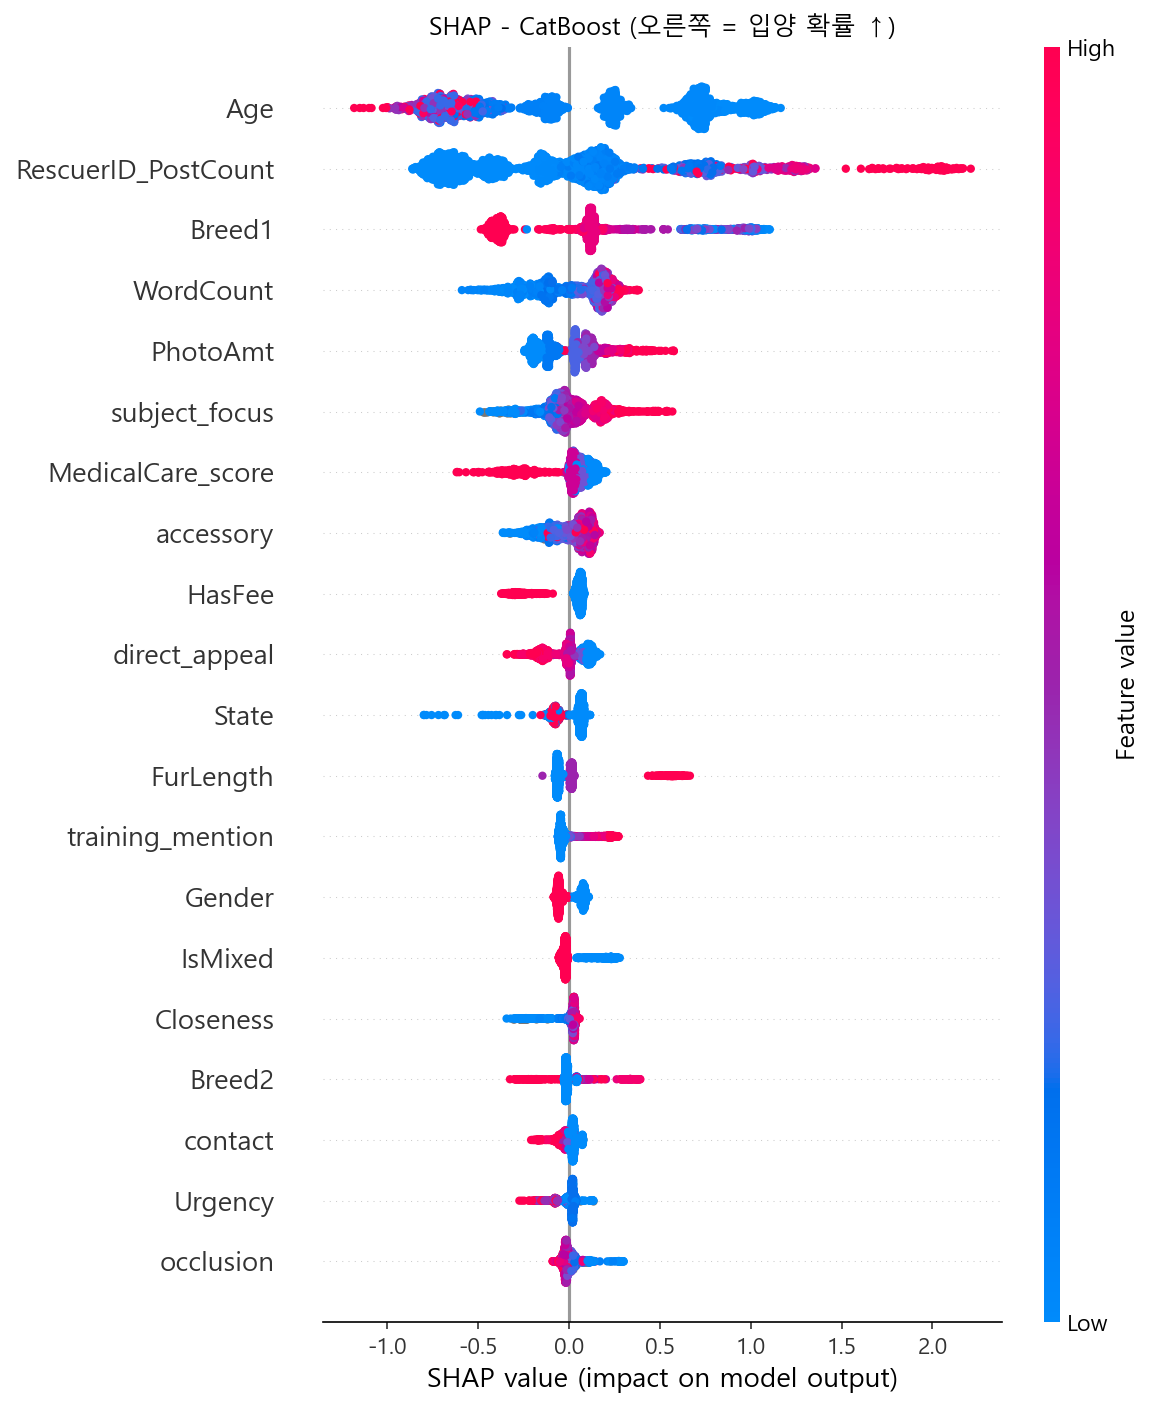 SHAP - CatBoost (오른쪽 = 입양 확률 ↑)
High
Age
RescuerID_PostCount
Breed1
WordCount
PhotoAmt
subject_focus
MedicalCare_score
accessory
HasFee
direct_appeal
State
FurLength
training_mention
Gender
IsMixed
Closeness
Breed2
contact
Urgency
occlusion
Feature value
Low
-1.0 -0.5 0.0 0.5 1.0 1.5 2.0
SHAP value (impact on model output)